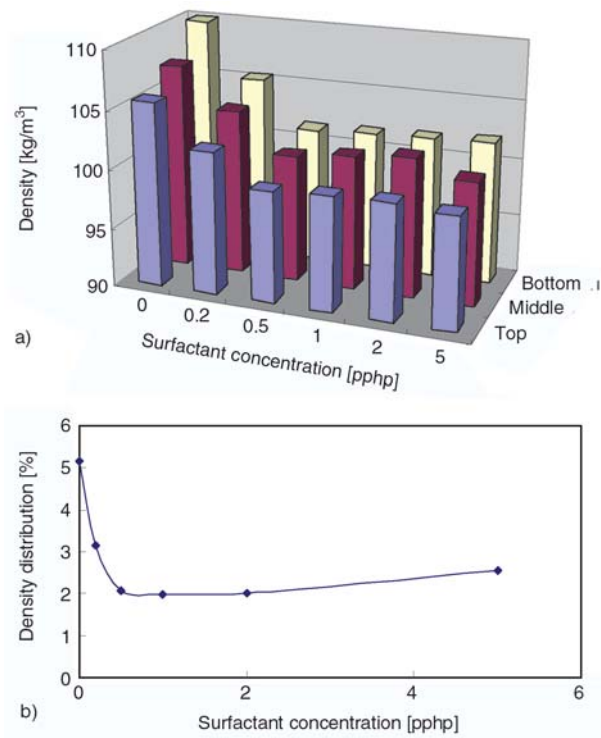 110
105
100
95
90
Density [kg/m³]
0
0.2
0.5
1
2
5
Surfactant concentration [pphp]
Bottom
Middle
Top
a)
6
5
4
3
2
1
0
Density distribution [%]
0
2
4
6
Surfactant concentration [pphp]
b)